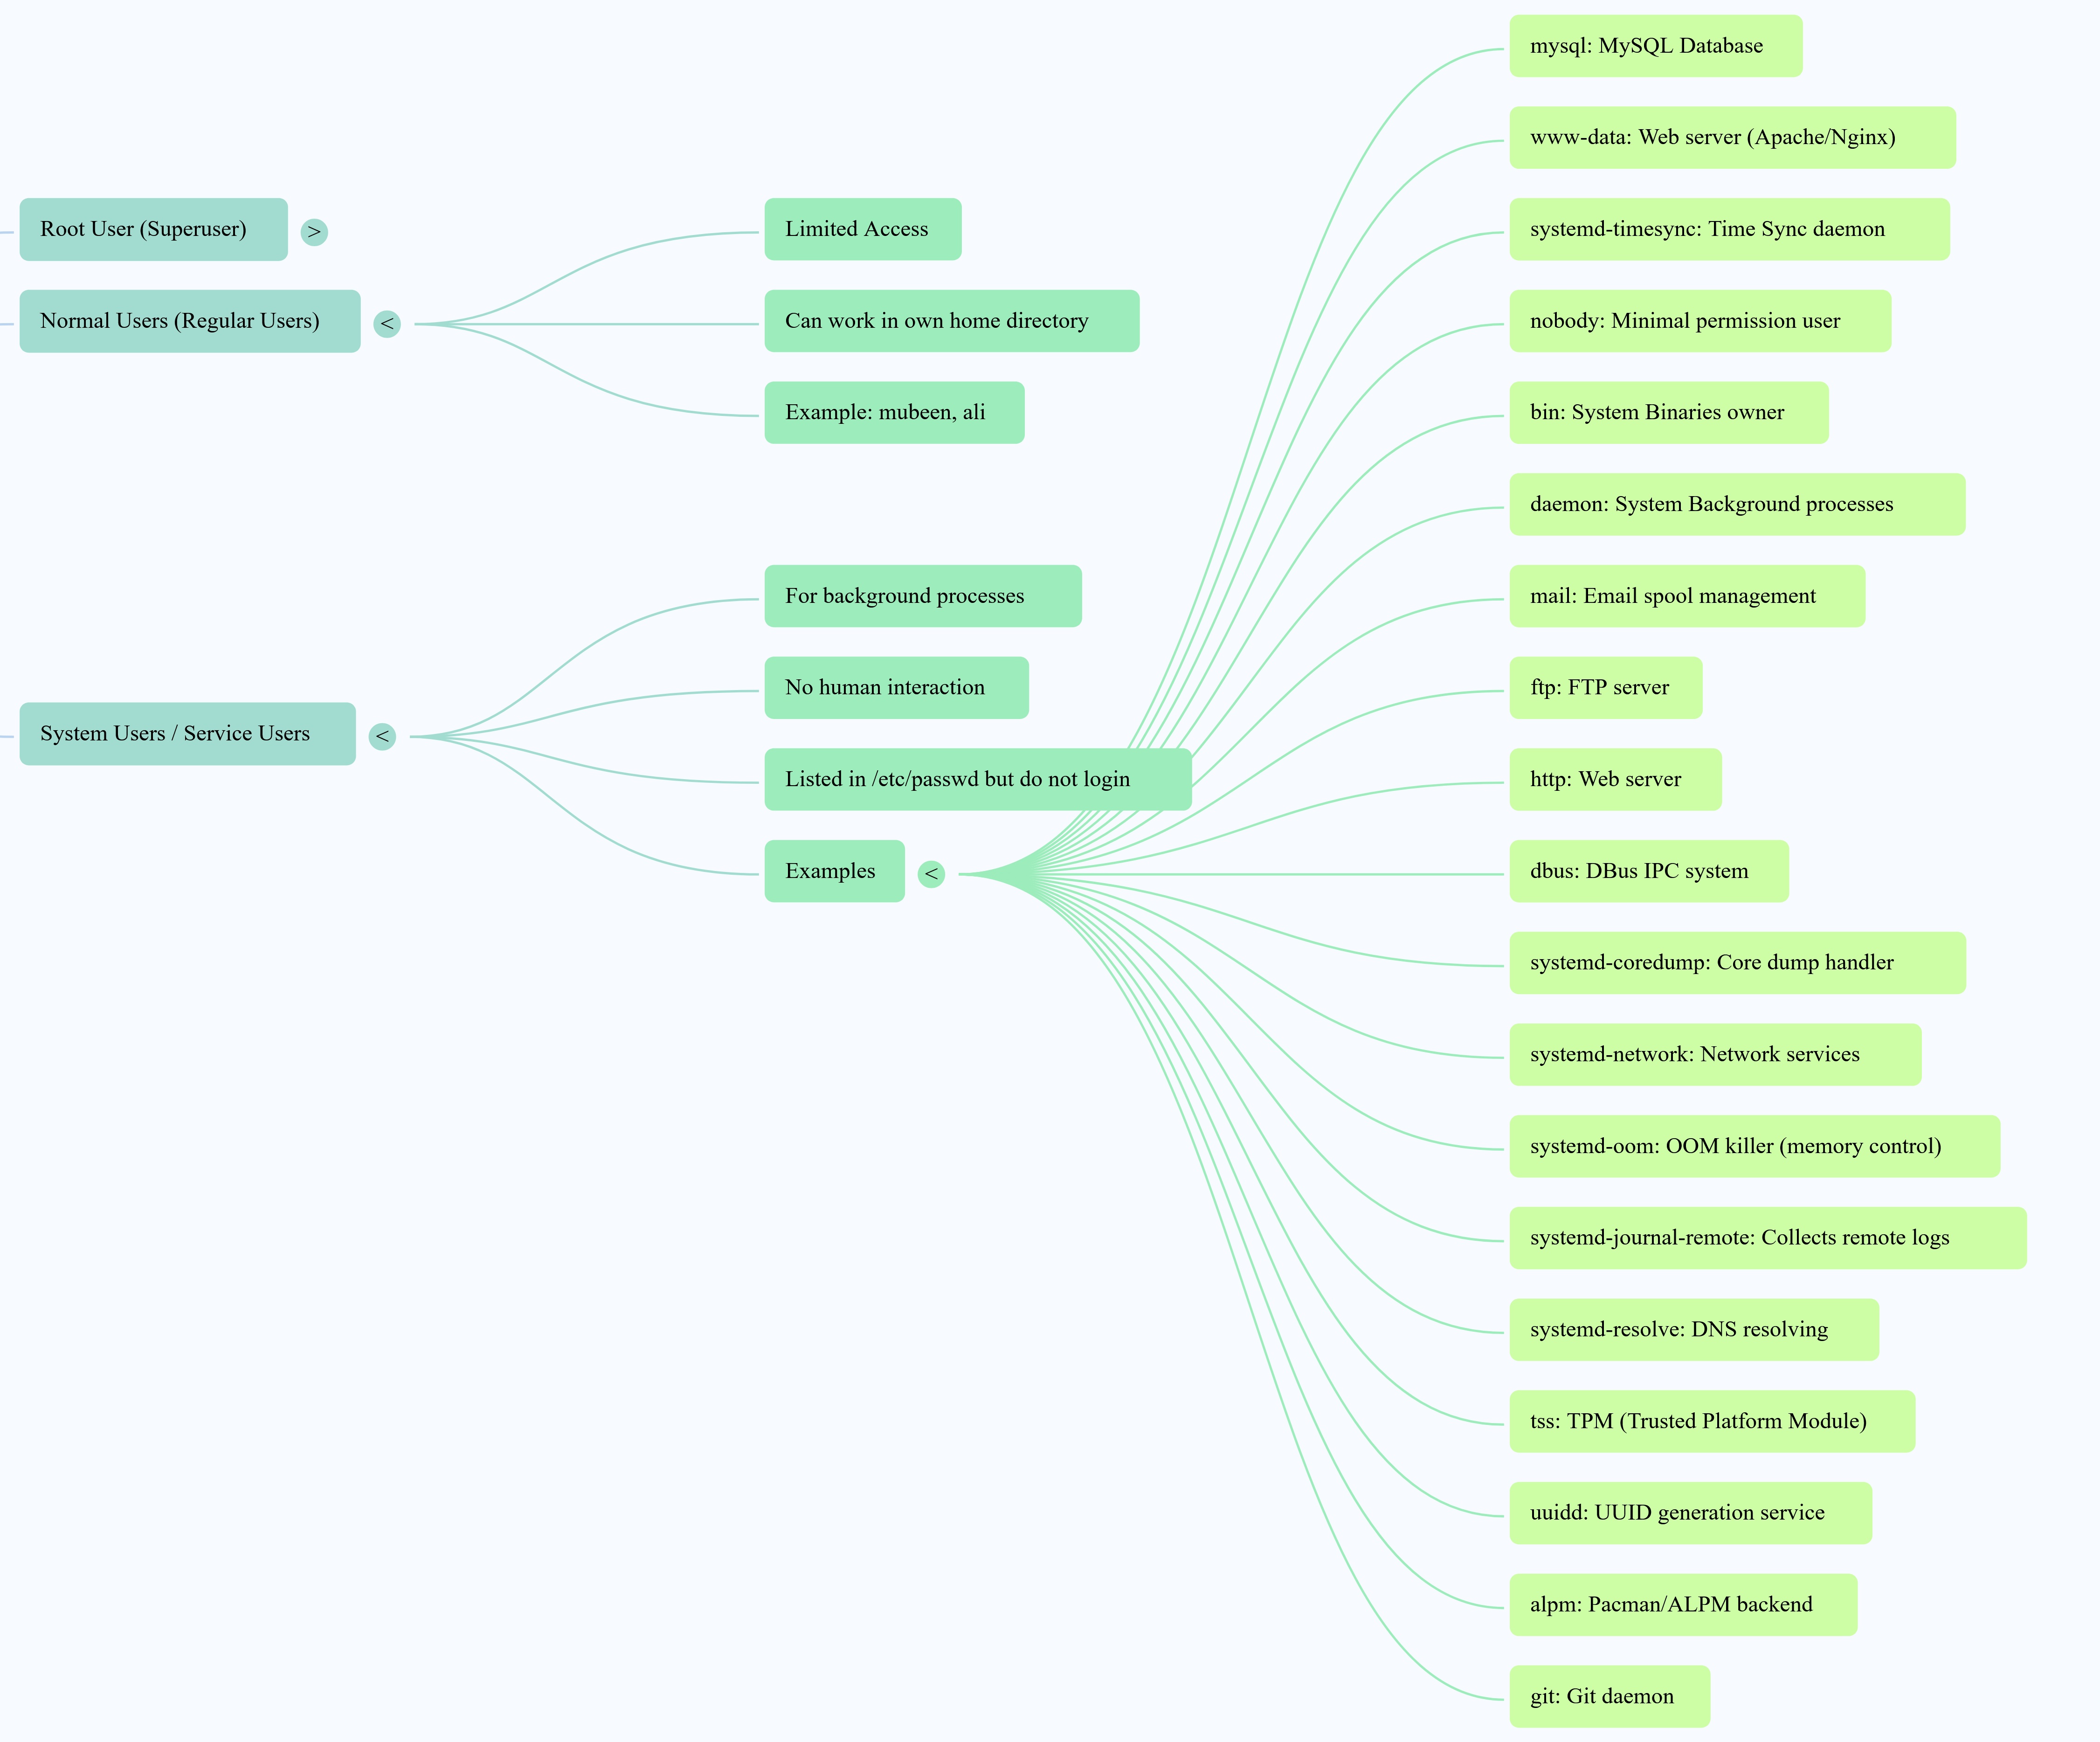 Root User (Superuser)
>
Normal Users (Regular Users)
<
Limited Access
Can work in own home directory
Example: mubeen, ali
System Users / Service Users
<
For background processes
No human interaction
Listed in /etc/passwd but do not login
Examples
<
mysql: MySQL Database
www-data: Web server (Apache/Nginx)
systemd-timesync: Time Sync daemon
nobody: Minimal permission user
bin: System Binaries owner
daemon: System Background processes
mail: Email spool management
ftp: FTP server
http: Web server
dbus: DBus IPC system
systemd-coredump: Core dump handler
systemd-network: Network services
systemd-oom: OOM killer (memory control)
systemd-journal-remote: Collects remote logs
systemd-resolve: DNS resolving
tss: TPM (Trusted Platform Module)
uuidd: UUID generation service
alpm: Pacman/ALPM backend
git: Git daemon